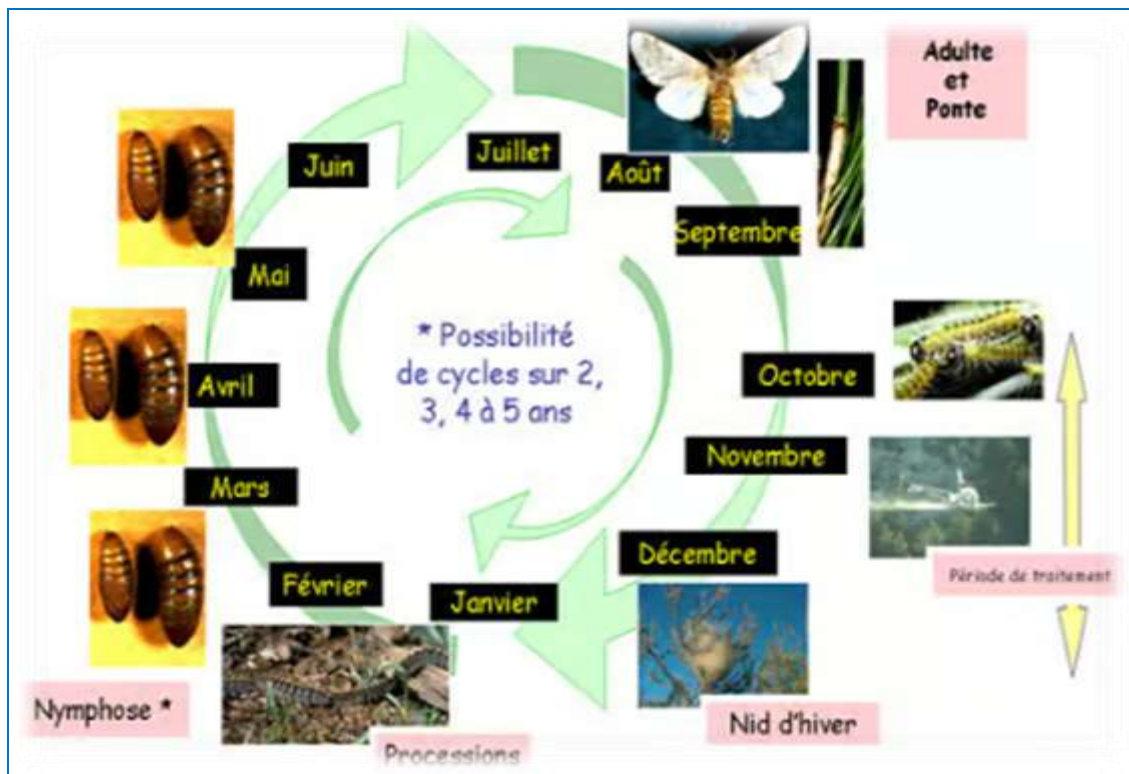 Adulte
et
Ponte
Juillet
Août
Septembre
Octobre
Novembre
Période de traitement
Décembre
Nid d'hiver
Janvier
Processions
Février
Nymphose *
Mars
Avril
Mai
Juin
* Possibilité
de cycles sur 2,
3, 4 à 5 ans